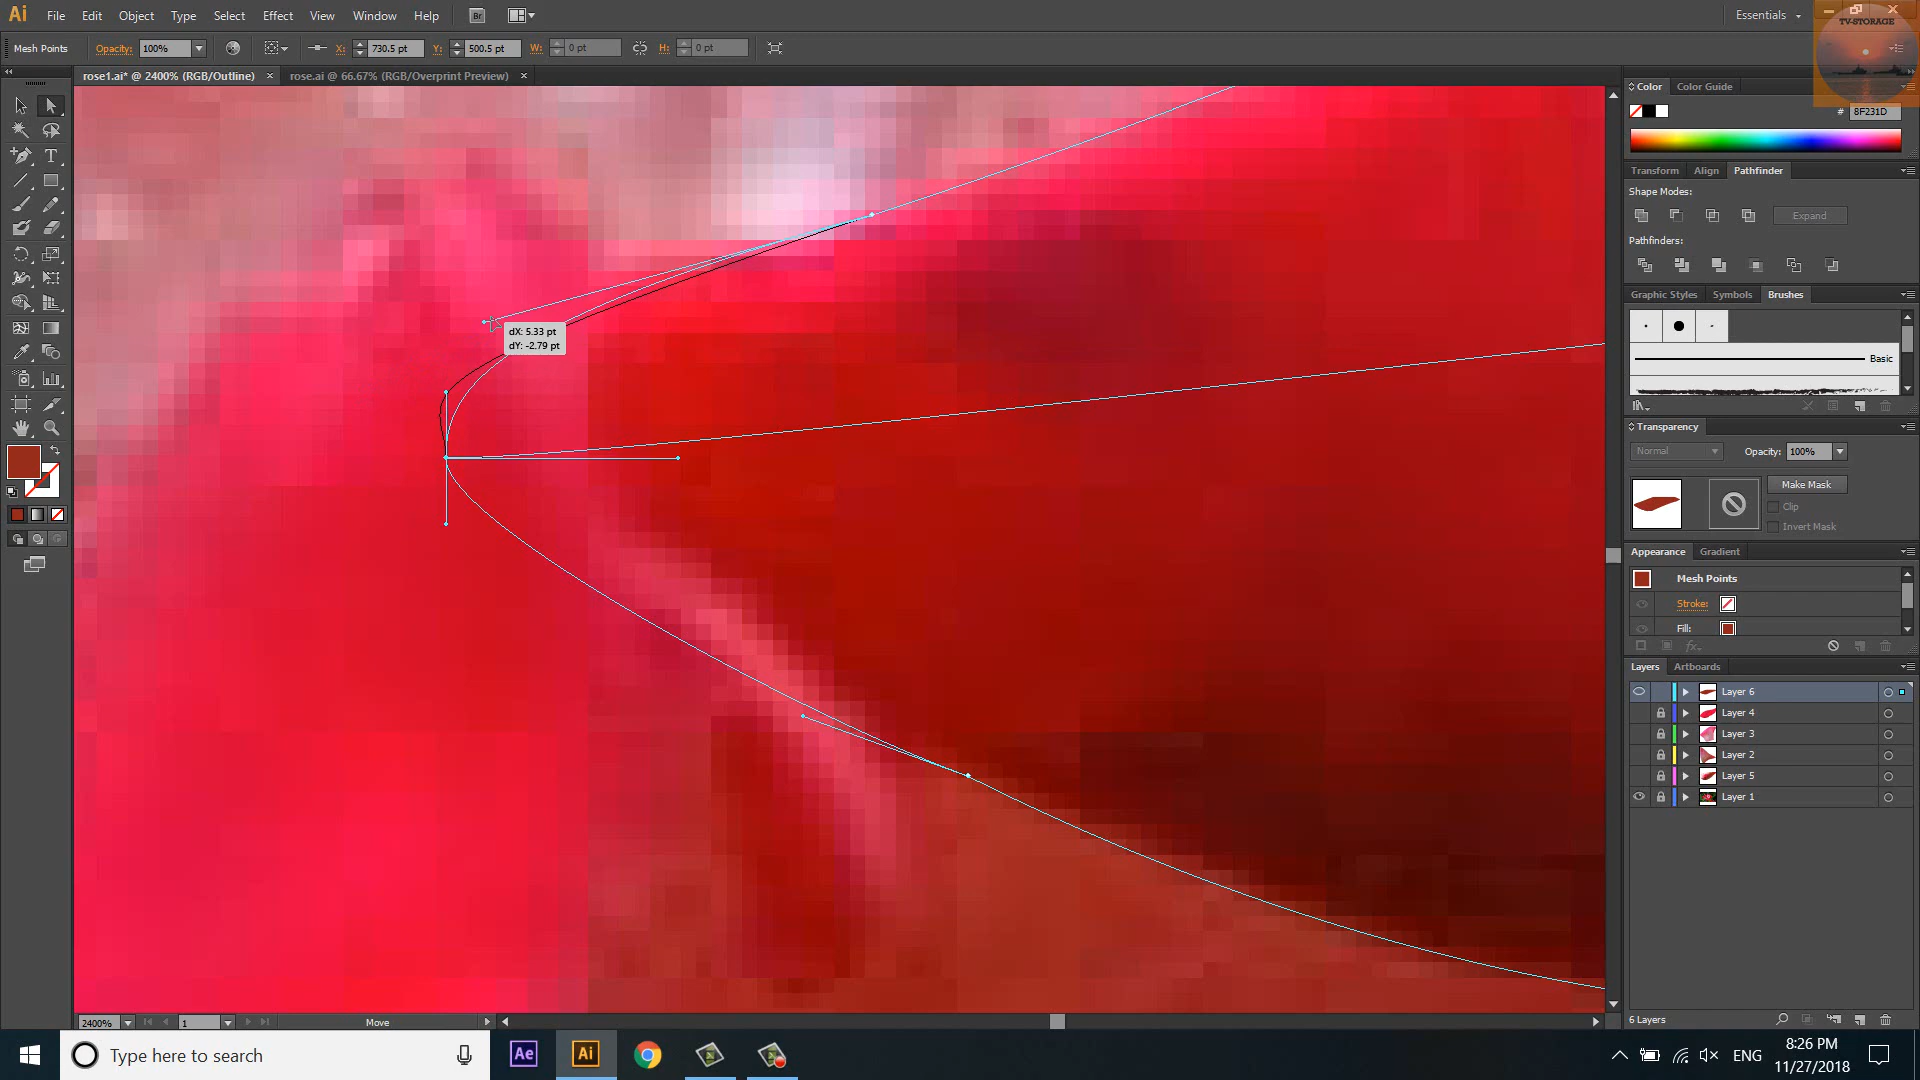 Ai File Edit Object Type Select Effect View Window Help Br Essentials
TV-STORAGE
Mesh Points Opacity: 100% X: 730.5 pt Y: 500.5 pt W: 0 pt H: 0 pt
rose1.ai* @ 2400% (RGB/Outline) × rose.ai @ 66.67% (RGB/Overprint Preview) ×
Color Color Guide
# 8F231D
Transform Align Pathfinder
Shape Modes:
Expand
Pathfinders:
Graphic Styles Symbols Brushes
Basic
dX: 5.33 pt
dY: -2.79 pt
Transparency
Normal Opacity: 100%
Make Mask
Clip
Invert Mask
Appearance Gradient
Mesh Points
Stroke:
Fill:
fx
Layers Artboards
Layer 6
Layer 4
Layer 3
Layer 2
Layer 5
Layer 1
6 Layers
2400% 1 Move
Type here to search
Ae Ai
ENG
8:26 PM
11/27/2018